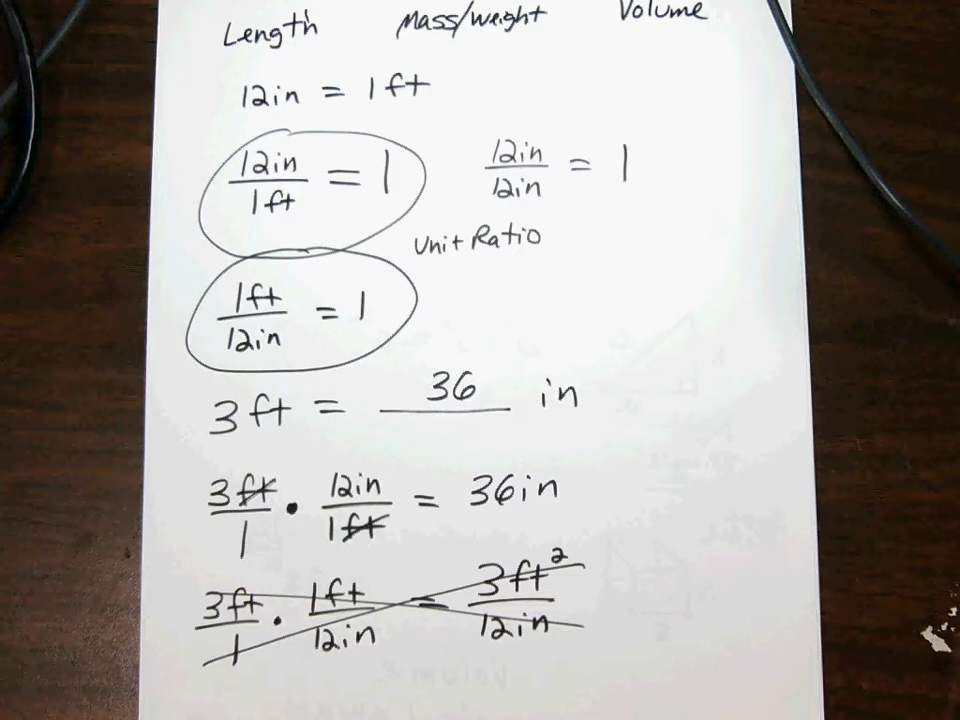 Length Mass/weight Volume
12in = 1ft
12in/1ft = 1 12in/12in = 1
Unit Ratio
1ft/12in = 1
3ft = 36 in
3ft/1 · 12in/1ft = 36in
3ft/1 · 1ft/12in = 3ft²/12in